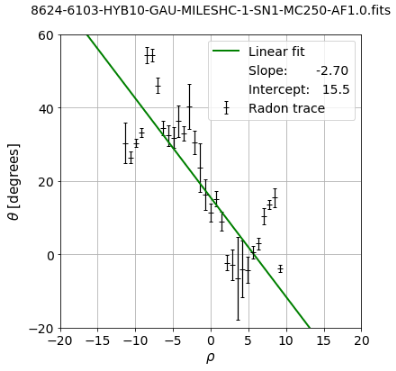 8624-6103-HYB10-GAU-MILESHC-1-SN1-MC250-AF1.0.fits
Linear fit
Slope: -2.70
Intercept: 15.5
Radon trace
60
40
20
0
−20
θ [degrees]
−20 −15 −10 −5 0 5 10 15 20
ρ